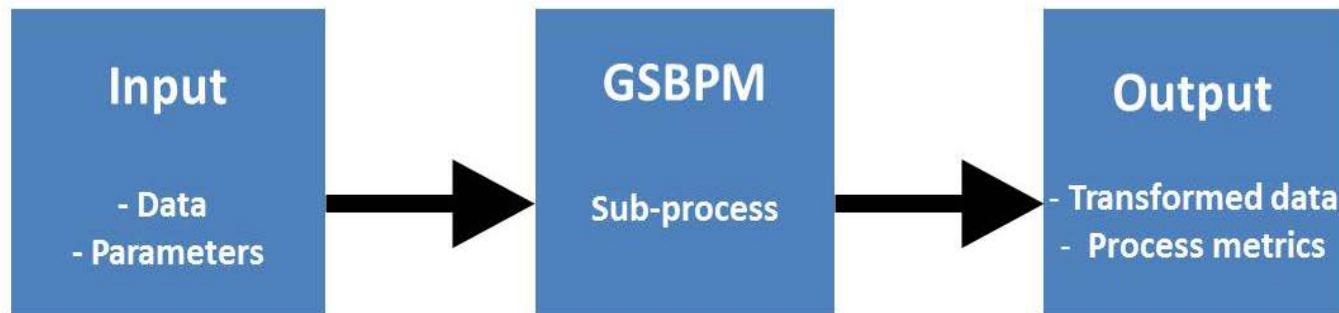 Input
- Data
- Parameters
GSBPM
Sub-process
Output
- Transformed data
- Process metrics